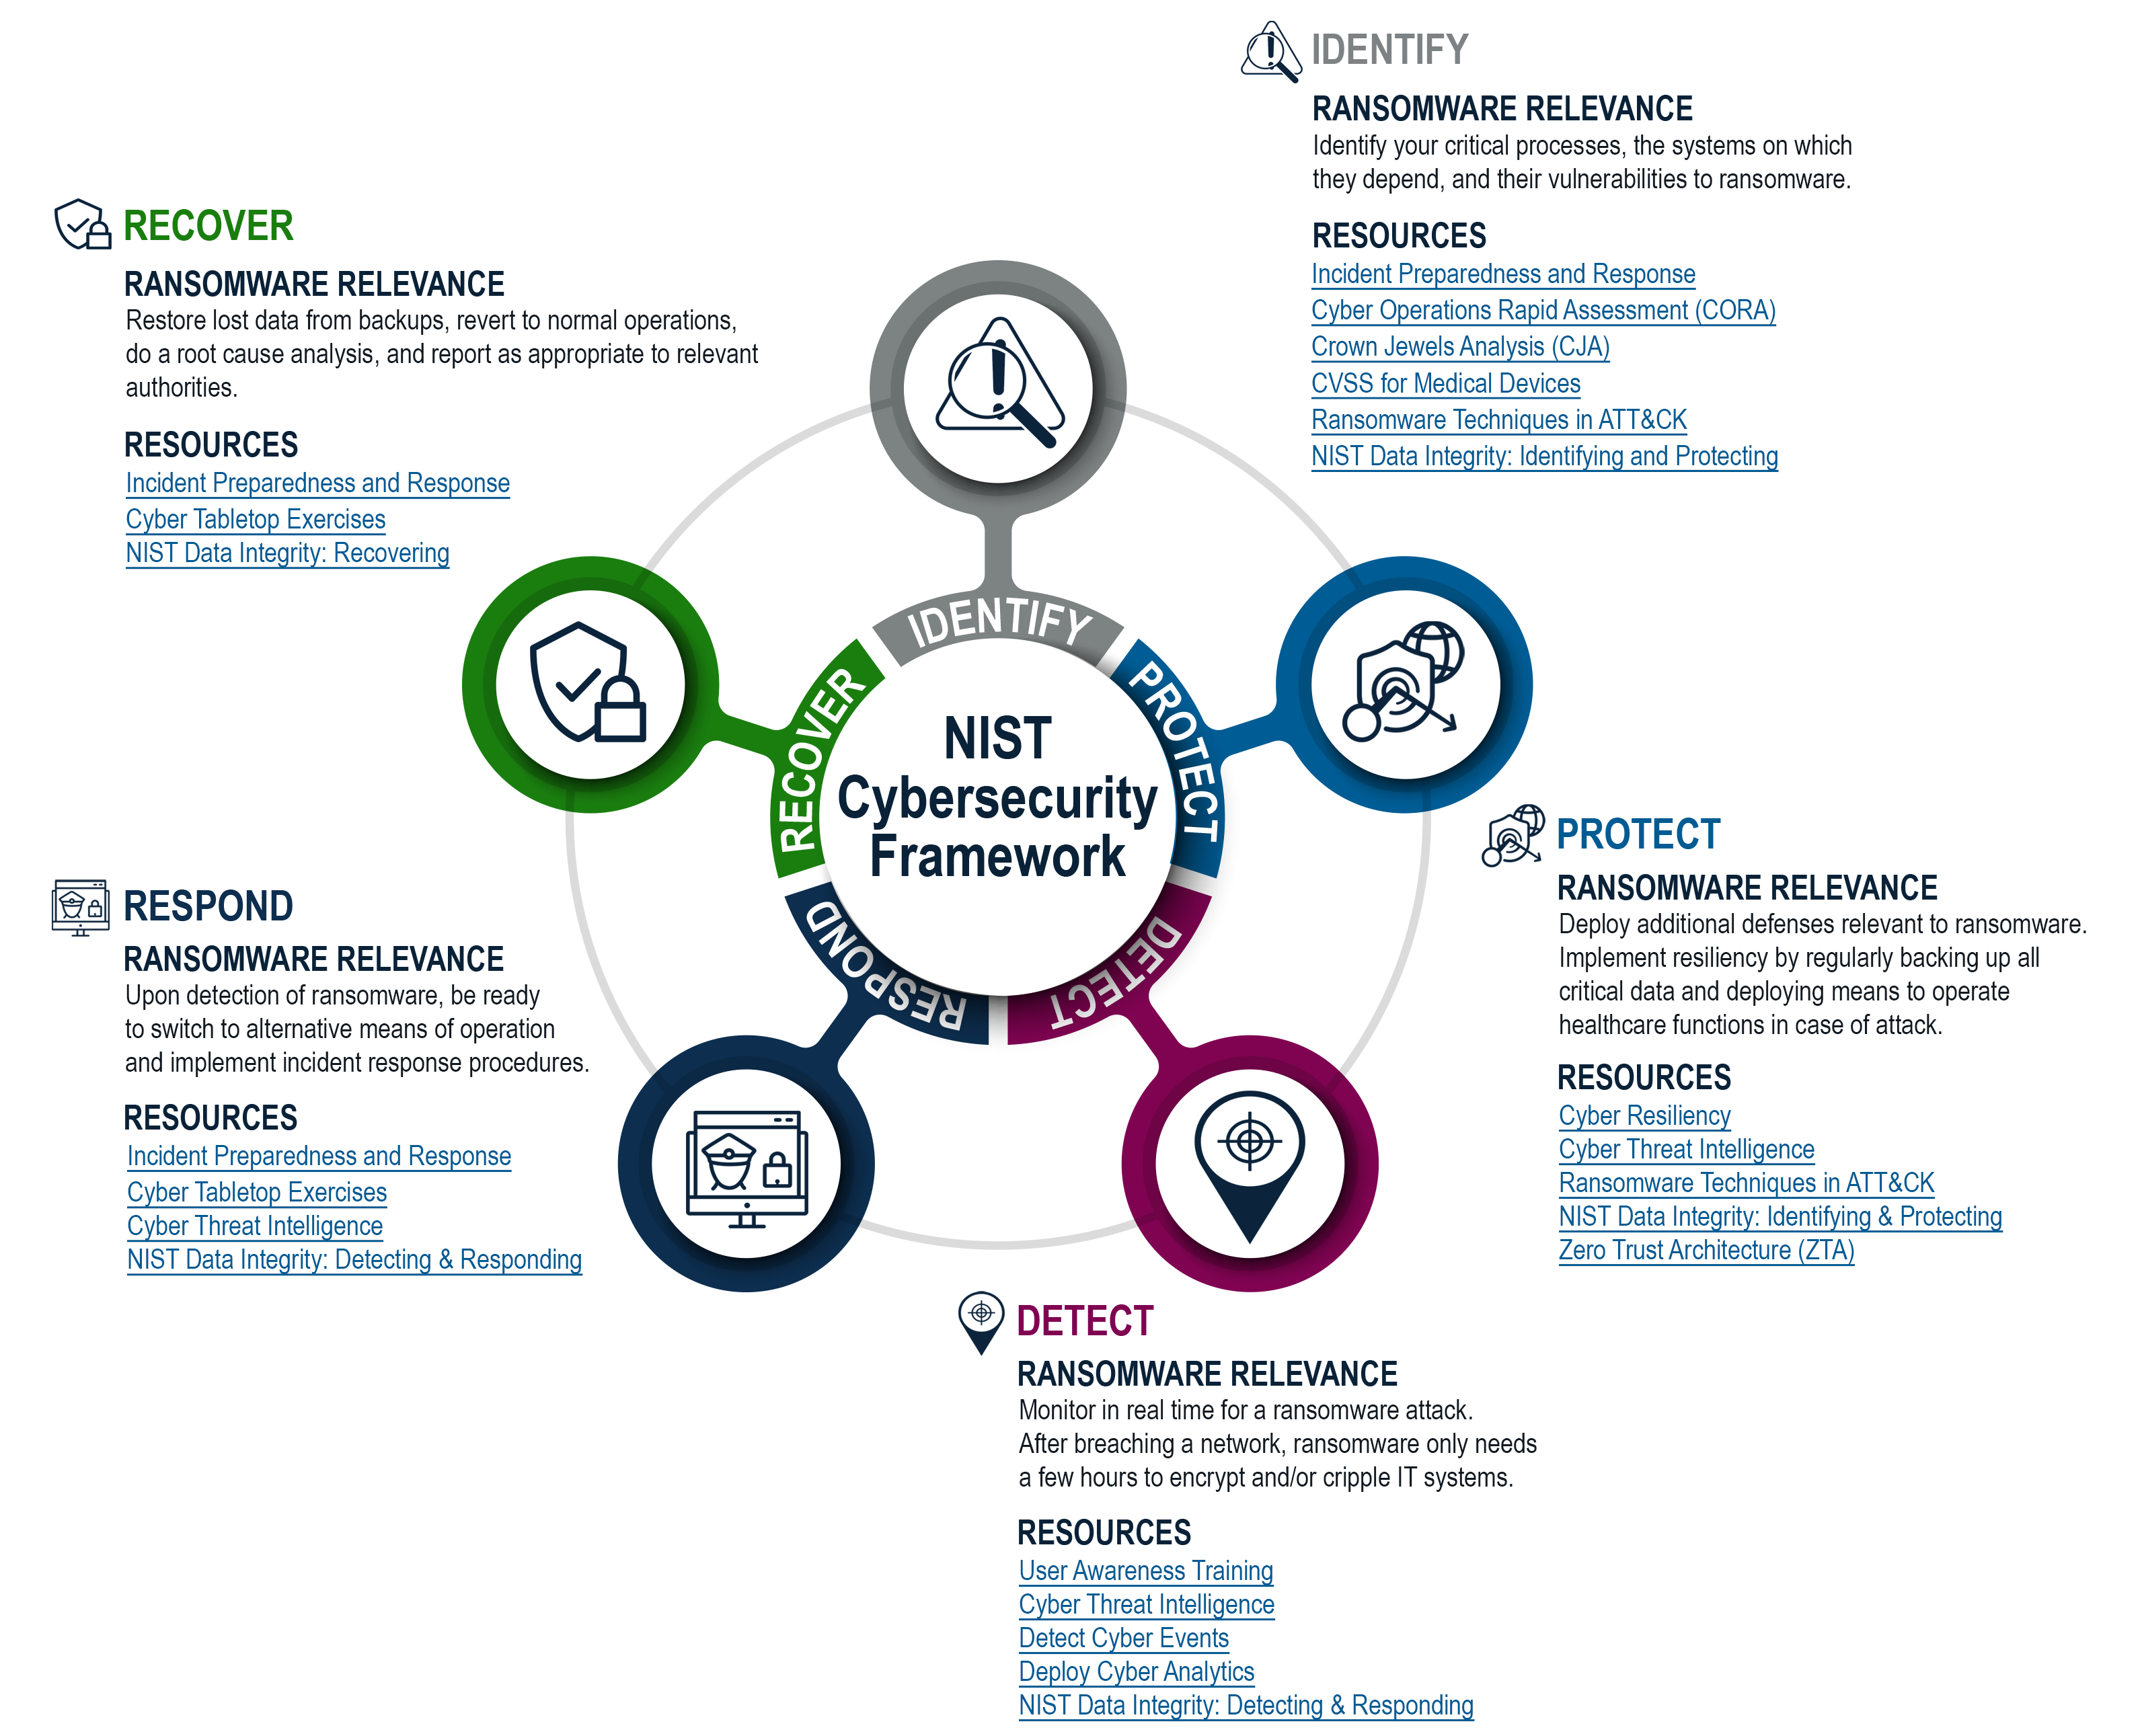 IDENTIFY
RANSOMWARE RELEVANCE
Identify your critical processes, the systems on which
they depend, and their vulnerabilities to ransomware.
RESOURCES
Incident Preparedness and Response
Cyber Operations Rapid Assessment (CORA)
Crown Jewels Analysis (CJA)
CVSS for Medical Devices
Ransomware Techniques in ATT&CK
NIST Data Integrity: Identifying and Protecting
RECOVER
RANSOMWARE RELEVANCE
Restore lost data from backups, revert to normal operations,
do a root cause analysis, and report as appropriate to relevant
authorities.
RESOURCES
Incident Preparedness and Response
Cyber Tabletop Exercises
NIST Data Integrity: Recovering
IDENTIFY
PROTECT
DETECT
RESPOND
RECOVER
NIST
Cybersecurity
Framework
PROTECT
RANSOMWARE RELEVANCE
Deploy additional defenses relevant to ransomware.
Implement resiliency by regularly backing up all
critical data and deploying means to operate
healthcare functions in case of attack.
RESOURCES
Cyber Resiliency
Cyber Threat Intelligence
Ransomware Techniques in ATT&CK
NIST Data Integrity: Identifying & Protecting
Zero Trust Architecture (ZTA)
RESPOND
RANSOMWARE RELEVANCE
Upon detection of ransomware, be ready
to switch to alternative means of operation
and implement incident response procedures.
RESOURCES
Incident Preparedness and Response
Cyber Tabletop Exercises
Cyber Threat Intelligence
NIST Data Integrity: Detecting & Responding
DETECT
RANSOMWARE RELEVANCE
Monitor in real time for a ransomware attack.
After breaching a network, ransomware only needs
a few hours to encrypt and/or cripple IT systems.
RESOURCES
User Awareness Training
Cyber Threat Intelligence
Detect Cyber Events
Deploy Cyber Analytics
NIST Data Integrity: Detecting & Responding